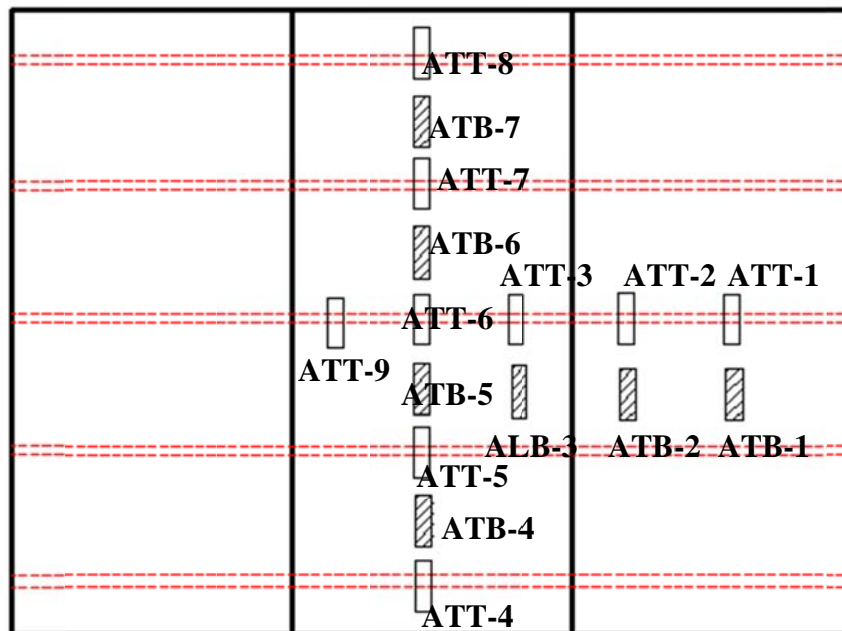 ATT-8
ATB-7
ATT-7
ATB-6
ATT-3
ATT-2
ATT-1
ATT-6
ATT-9
ATB-5
ALB-3
ATB-2
ATB-1
ATT-5
ATB-4
ATT-4